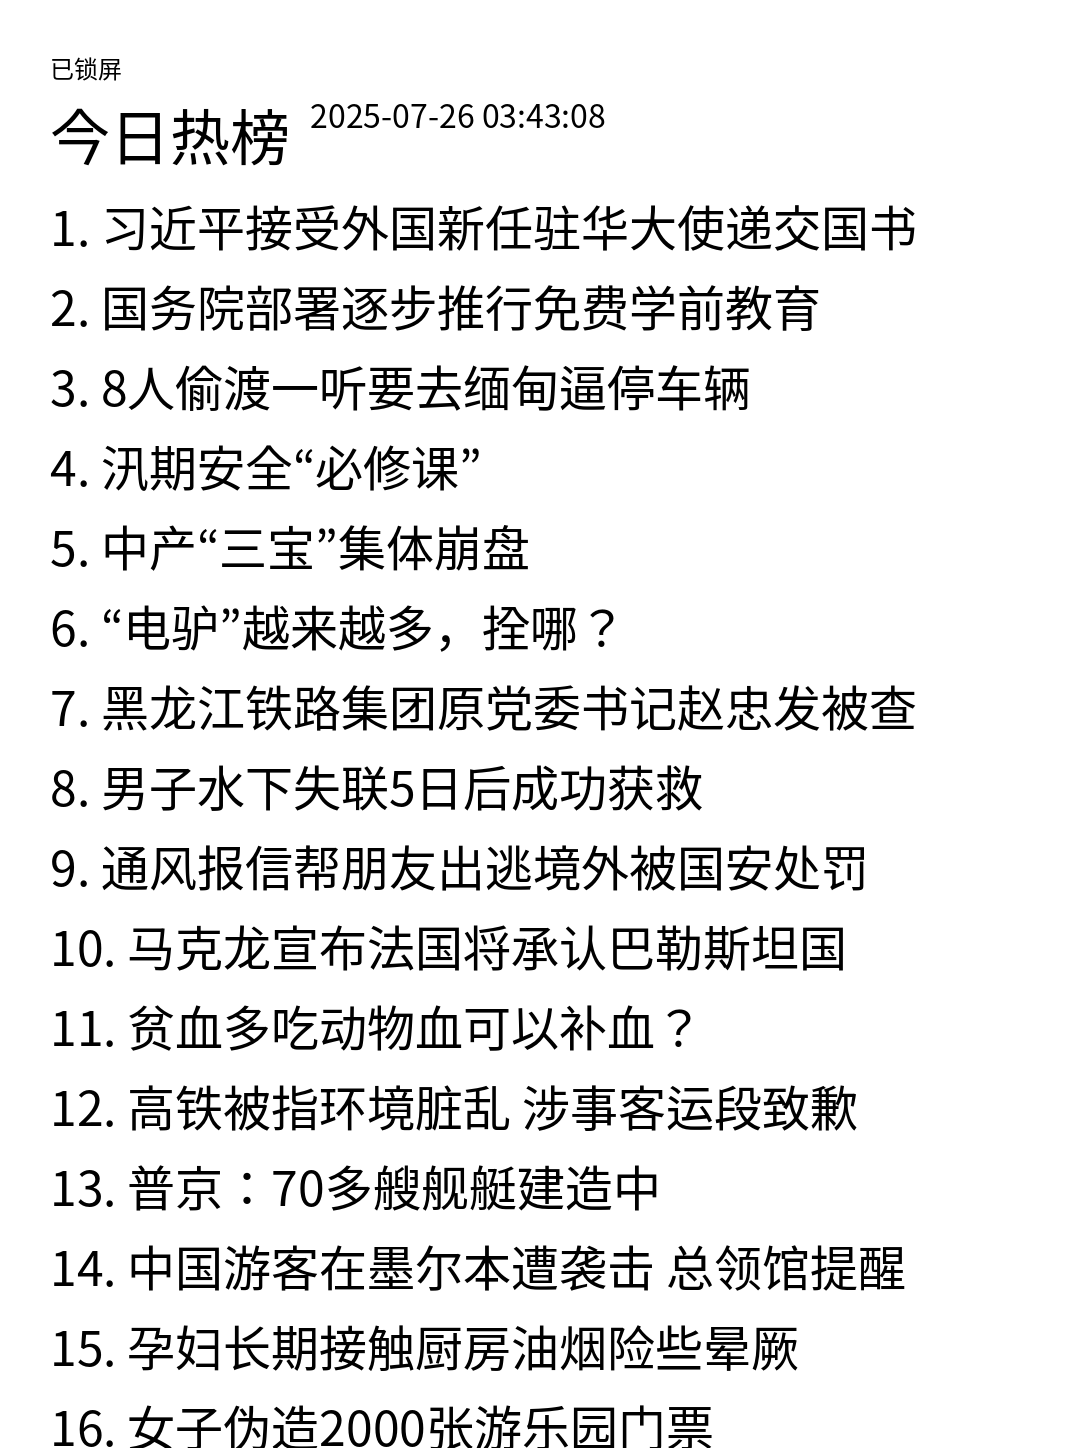 已锁屏
今日热榜 2025-07-26 03:43:08
1. 习近平接受外国新任驻华大使递交国书
2. 国务院部署逐步推行免费学前教育
3. 8人偷渡一听要去缅甸逼停车辆
4. 汛期安全“必修课”
5. 中产“三宝”集体崩盘
6. “电驴”越来越多，拴哪？
7. 黑龙江铁路集团原党委书记赵忠发被查
8. 男子水下失联5日后成功获救
9. 通风报信帮朋友出逃境外被国安处罚
10. 马克龙宣布法国将承认巴勒斯坦国
11. 贫血多吃动物血可以补血？
12. 高铁被指环境脏乱 涉事客运段致歉
13. 普京：70多艘舰艇建造中
14. 中国游客在墨尔本遭袭击 总领馆提醒
15. 孕妇长期接触厨房油烟险些晕厥
16. 女子伪造2000张游乐园门票